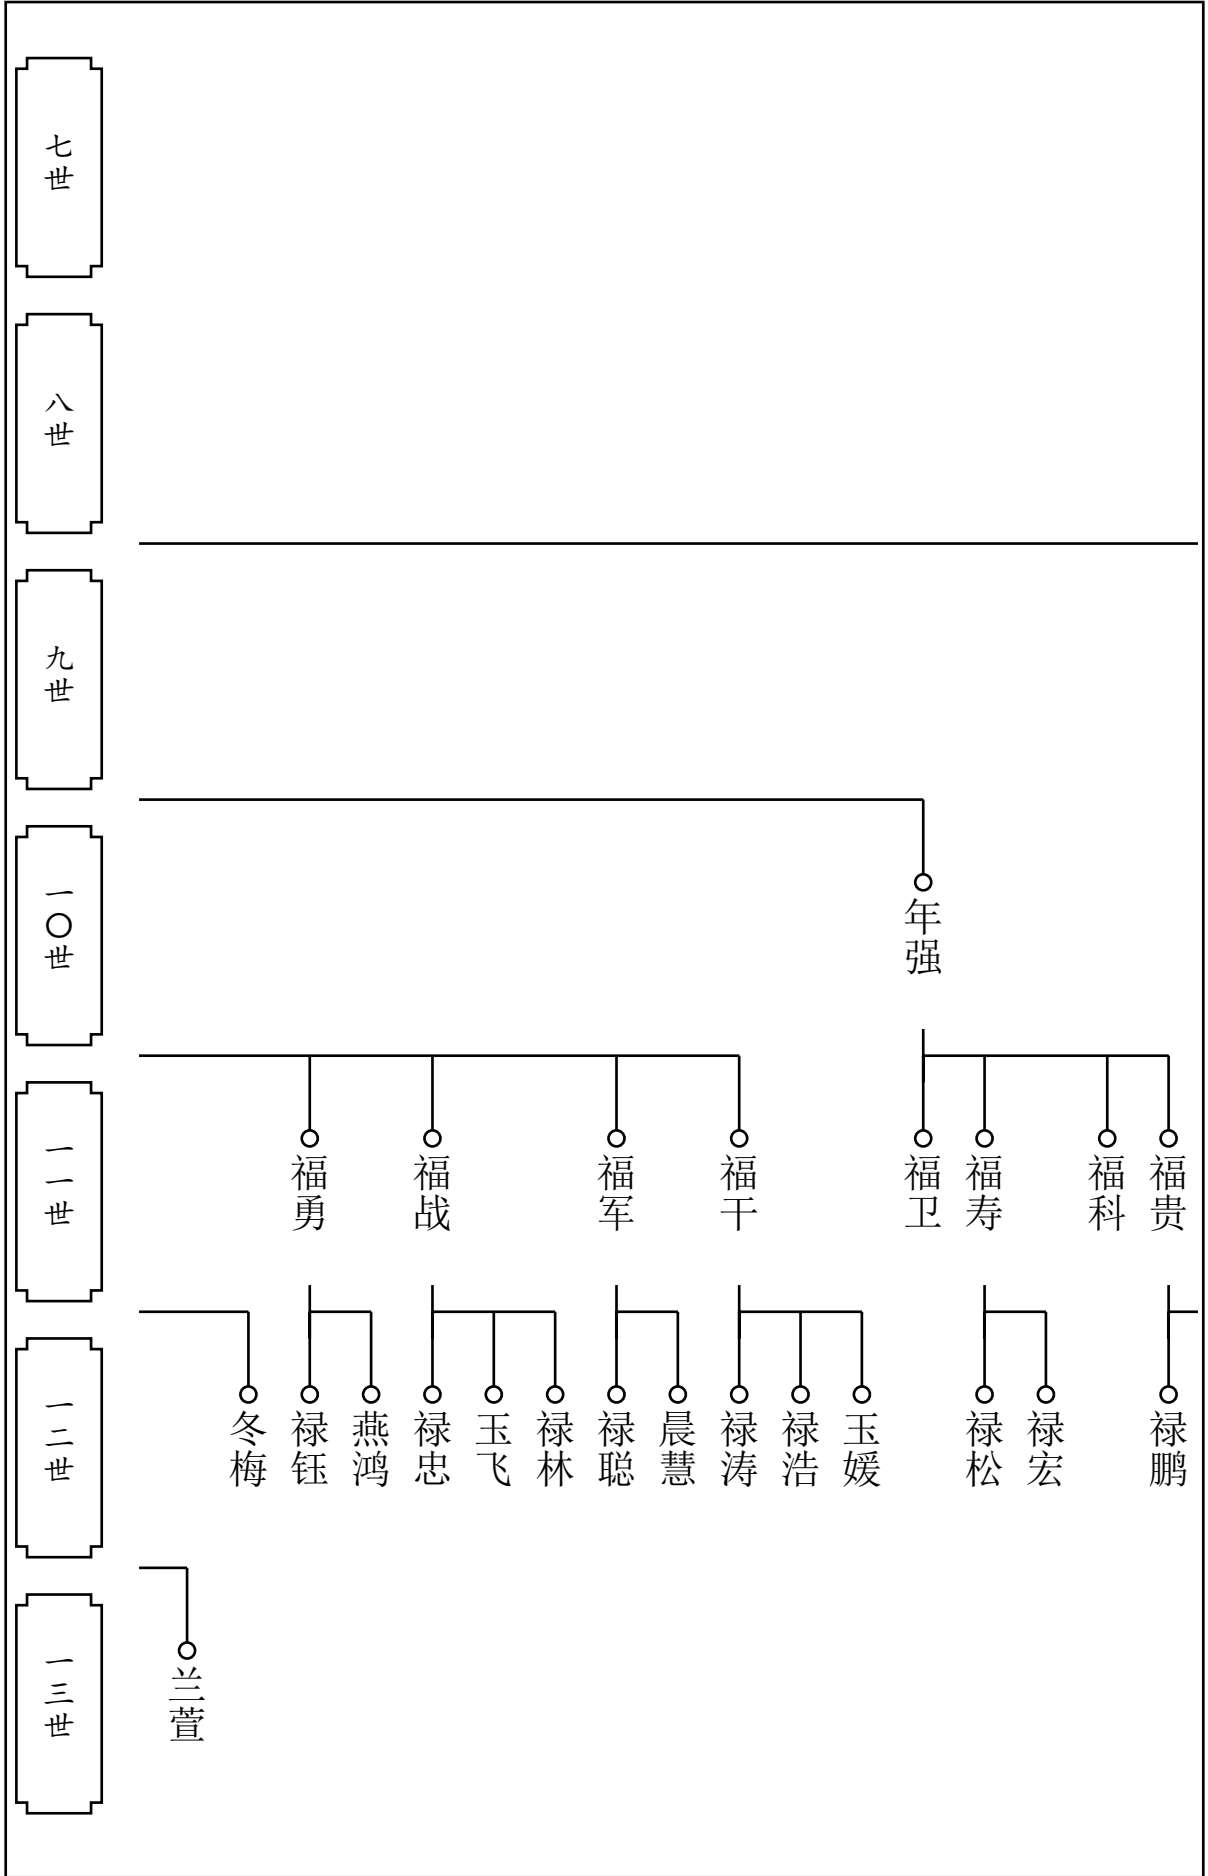 七世
八世
九世
一〇世
年强
一一世
福勇
福战
福军
福干
福卫
福寿
福科
福贵
一二世
冬梅
禄钰
燕鸿
禄忠
玉飞
禄林
禄聪
晨慧
禄涛
禄浩
玉媛
禄松
禄宏
禄鹏
一三世
兰萱